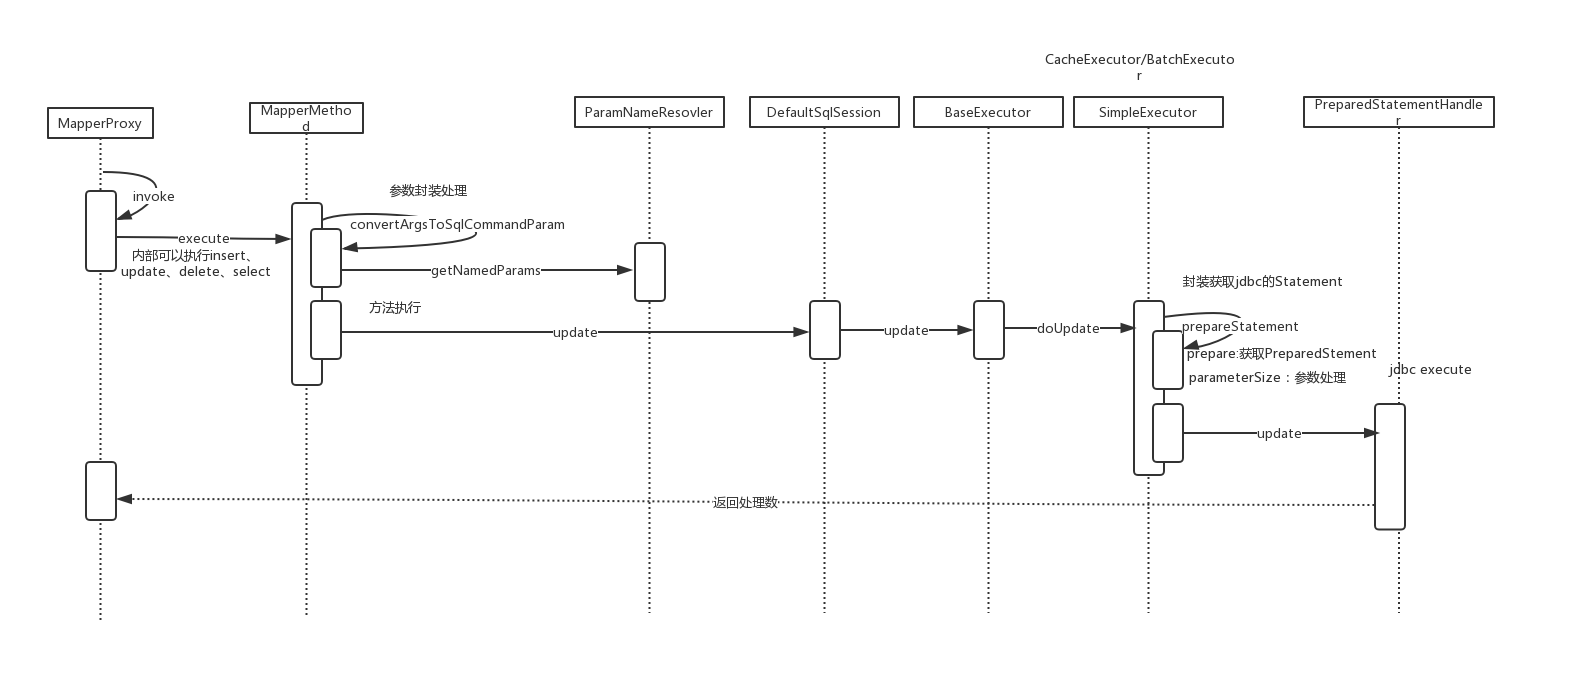 CacheExecutor/BatchExecuto
r
MapperProxy
MapperMetho
d
ParamNameResovler
DefaultSqlSession
BaseExecutor
SimpleExecutor
PreparedStatementHandle
r
invoke
参数封装处理
convertArgsToSqlCommandParam
execute
内部可以执行insert、
update、delete、select
getNamedParams
方法执行
update
update
doUpdate
封装获取jdbc的Statement
prepareStatement
prepare:获取PreparedStement
parameterSize：参数处理
jdbc execute
update
返回处理数